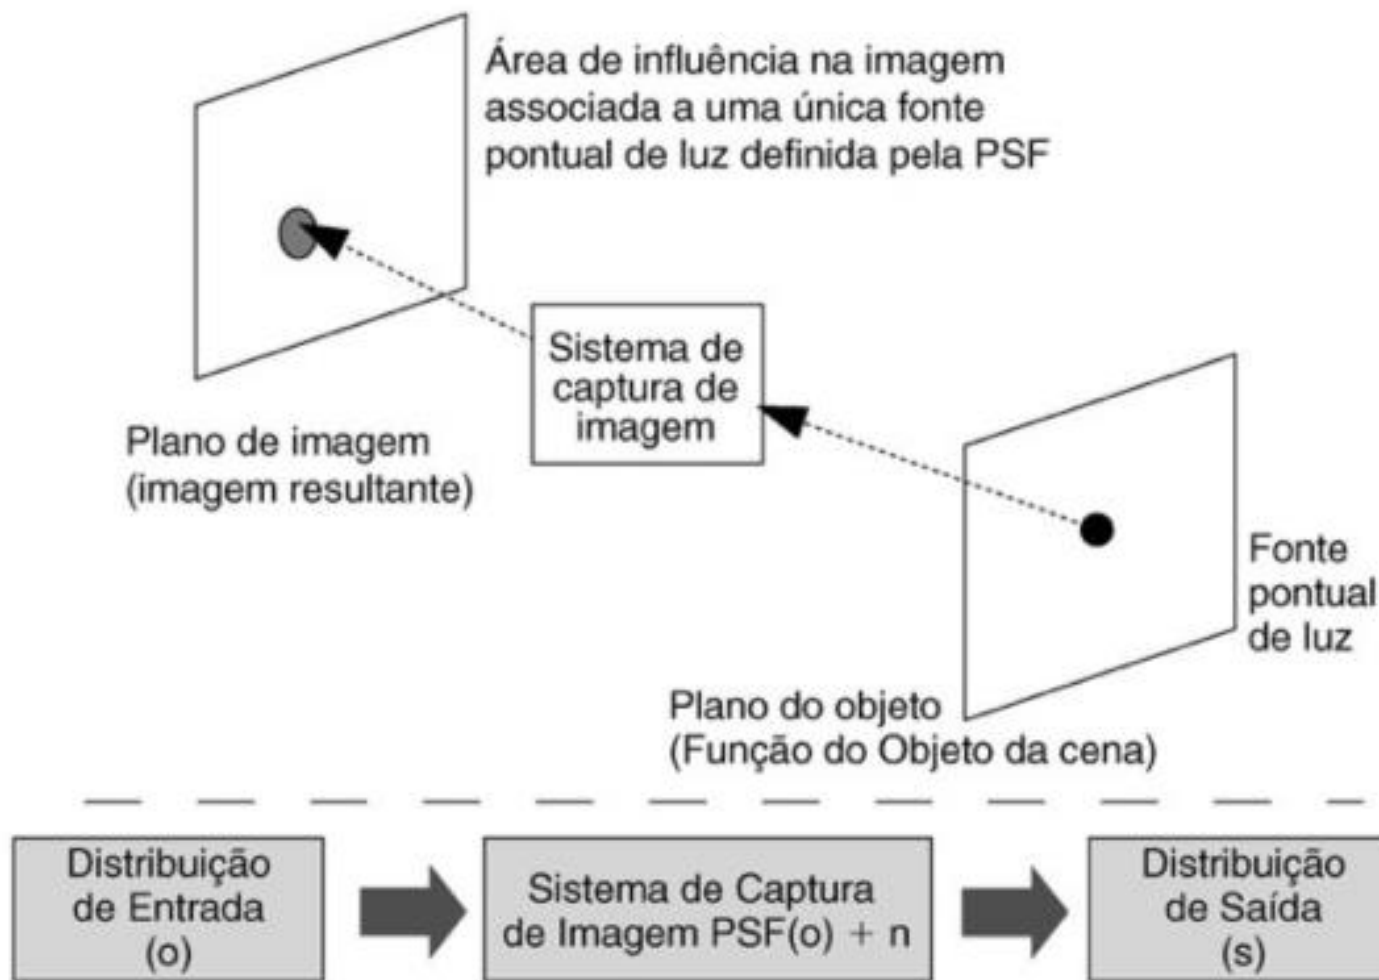 Área de influência na imagem
associada a uma única fonte
pontual de luz definida pela PSF
Sistema de
captura de
imagem
Plano de imagem
(imagem resultante)
Fonte
pontual
de luz
Plano do objeto
(Função do Objeto da cena)
Distribuição
de Entrada
(o)
Sistema de Captura
de Imagem PSF(o) + n
Distribuição
de Saída
(s)